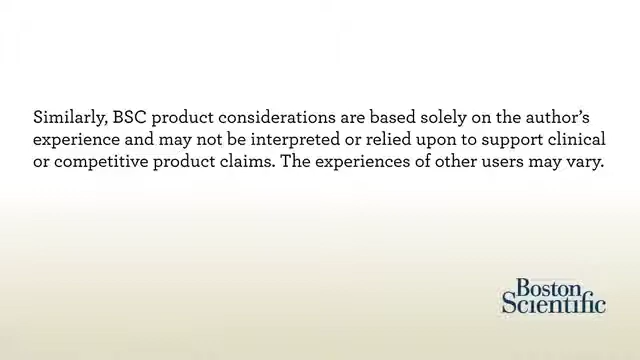 Similarly, BSC product considerations are based solely on the author’s
experience and may not be interpreted or relied upon to support clinical
or competitive product claims. The experiences of other users may vary.
Boston
Scientific